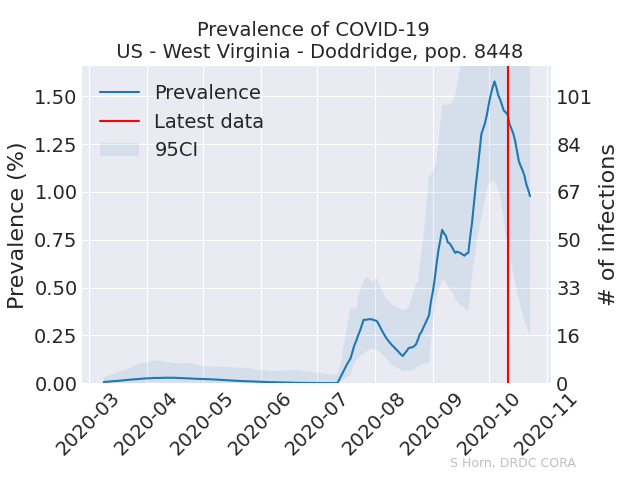 Prevalence of COVID-19
US - West Virginia - Doddridge, pop. 8448
Prevalence
Latest data
95CI
Prevalence (%)
1.50
1.25
1.00
0.75
0.50
0.25
0.00
101
84
67
50
33
16
0
# of infections
2020-03
2020-04
2020-05
2020-06
2020-07
2020-08
2020-09
2020-10
2020-11
S Horn, DRDC CORA